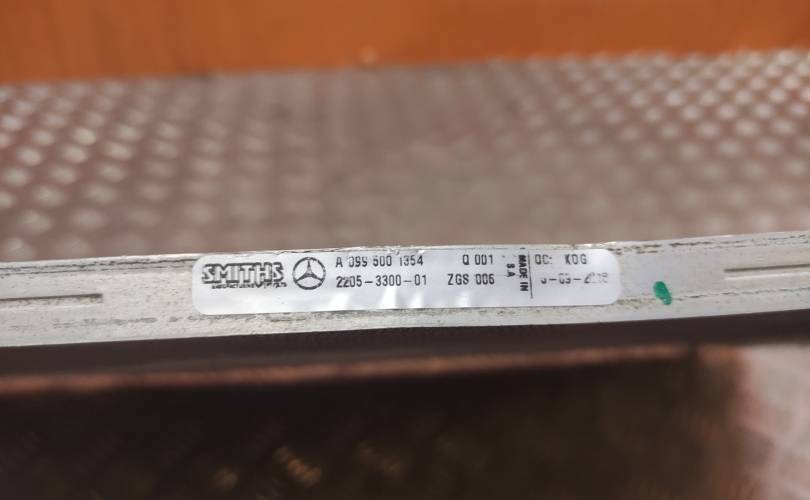 SMITHS
A 099 500 1354 Q 001
2205-3300-01 ZGS 006
MADE IN
S.A
QC: KOG